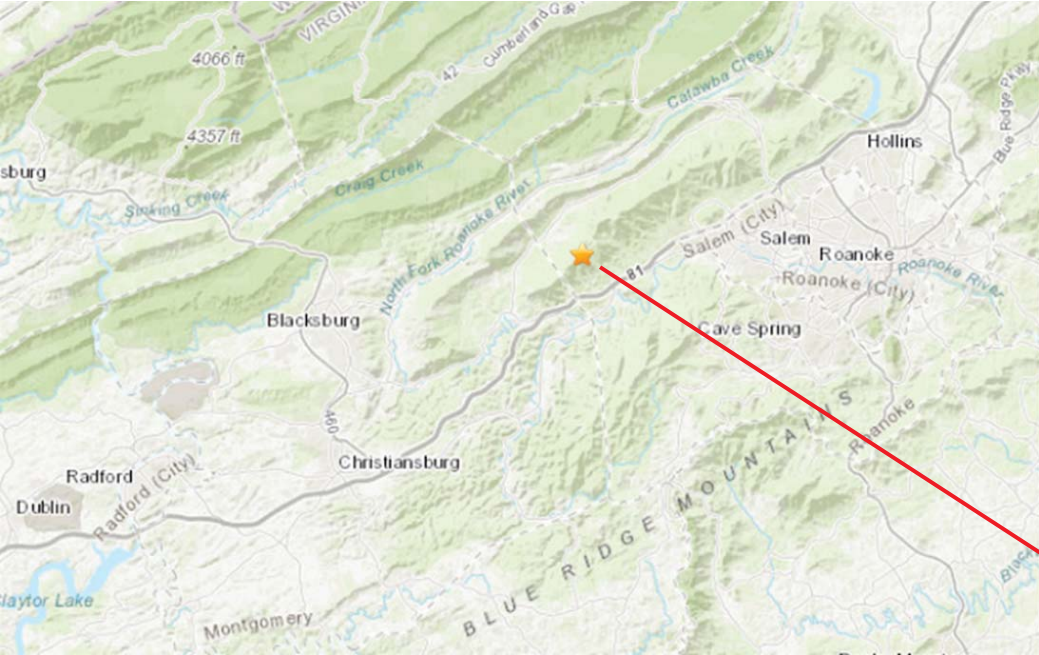 VIRGINI
Cumberland Gap
4066 ft
42
Catawba Creek
Blue Ridge Pkwy
4357 ft
Hollins
sburg
Craig Creek
Sinking Creek
North Fork Roanoke River
Salem (City)
Salem
Roanoke
81
Roanoke River
Roanoke (City)
Blacksburg
Cave Spring
460
MOUNTAINS
Roanoke
Christiansburg
Radford
Radford (City)
Dublin
BLUE RIDGE
Claytor Lake
Montgomery